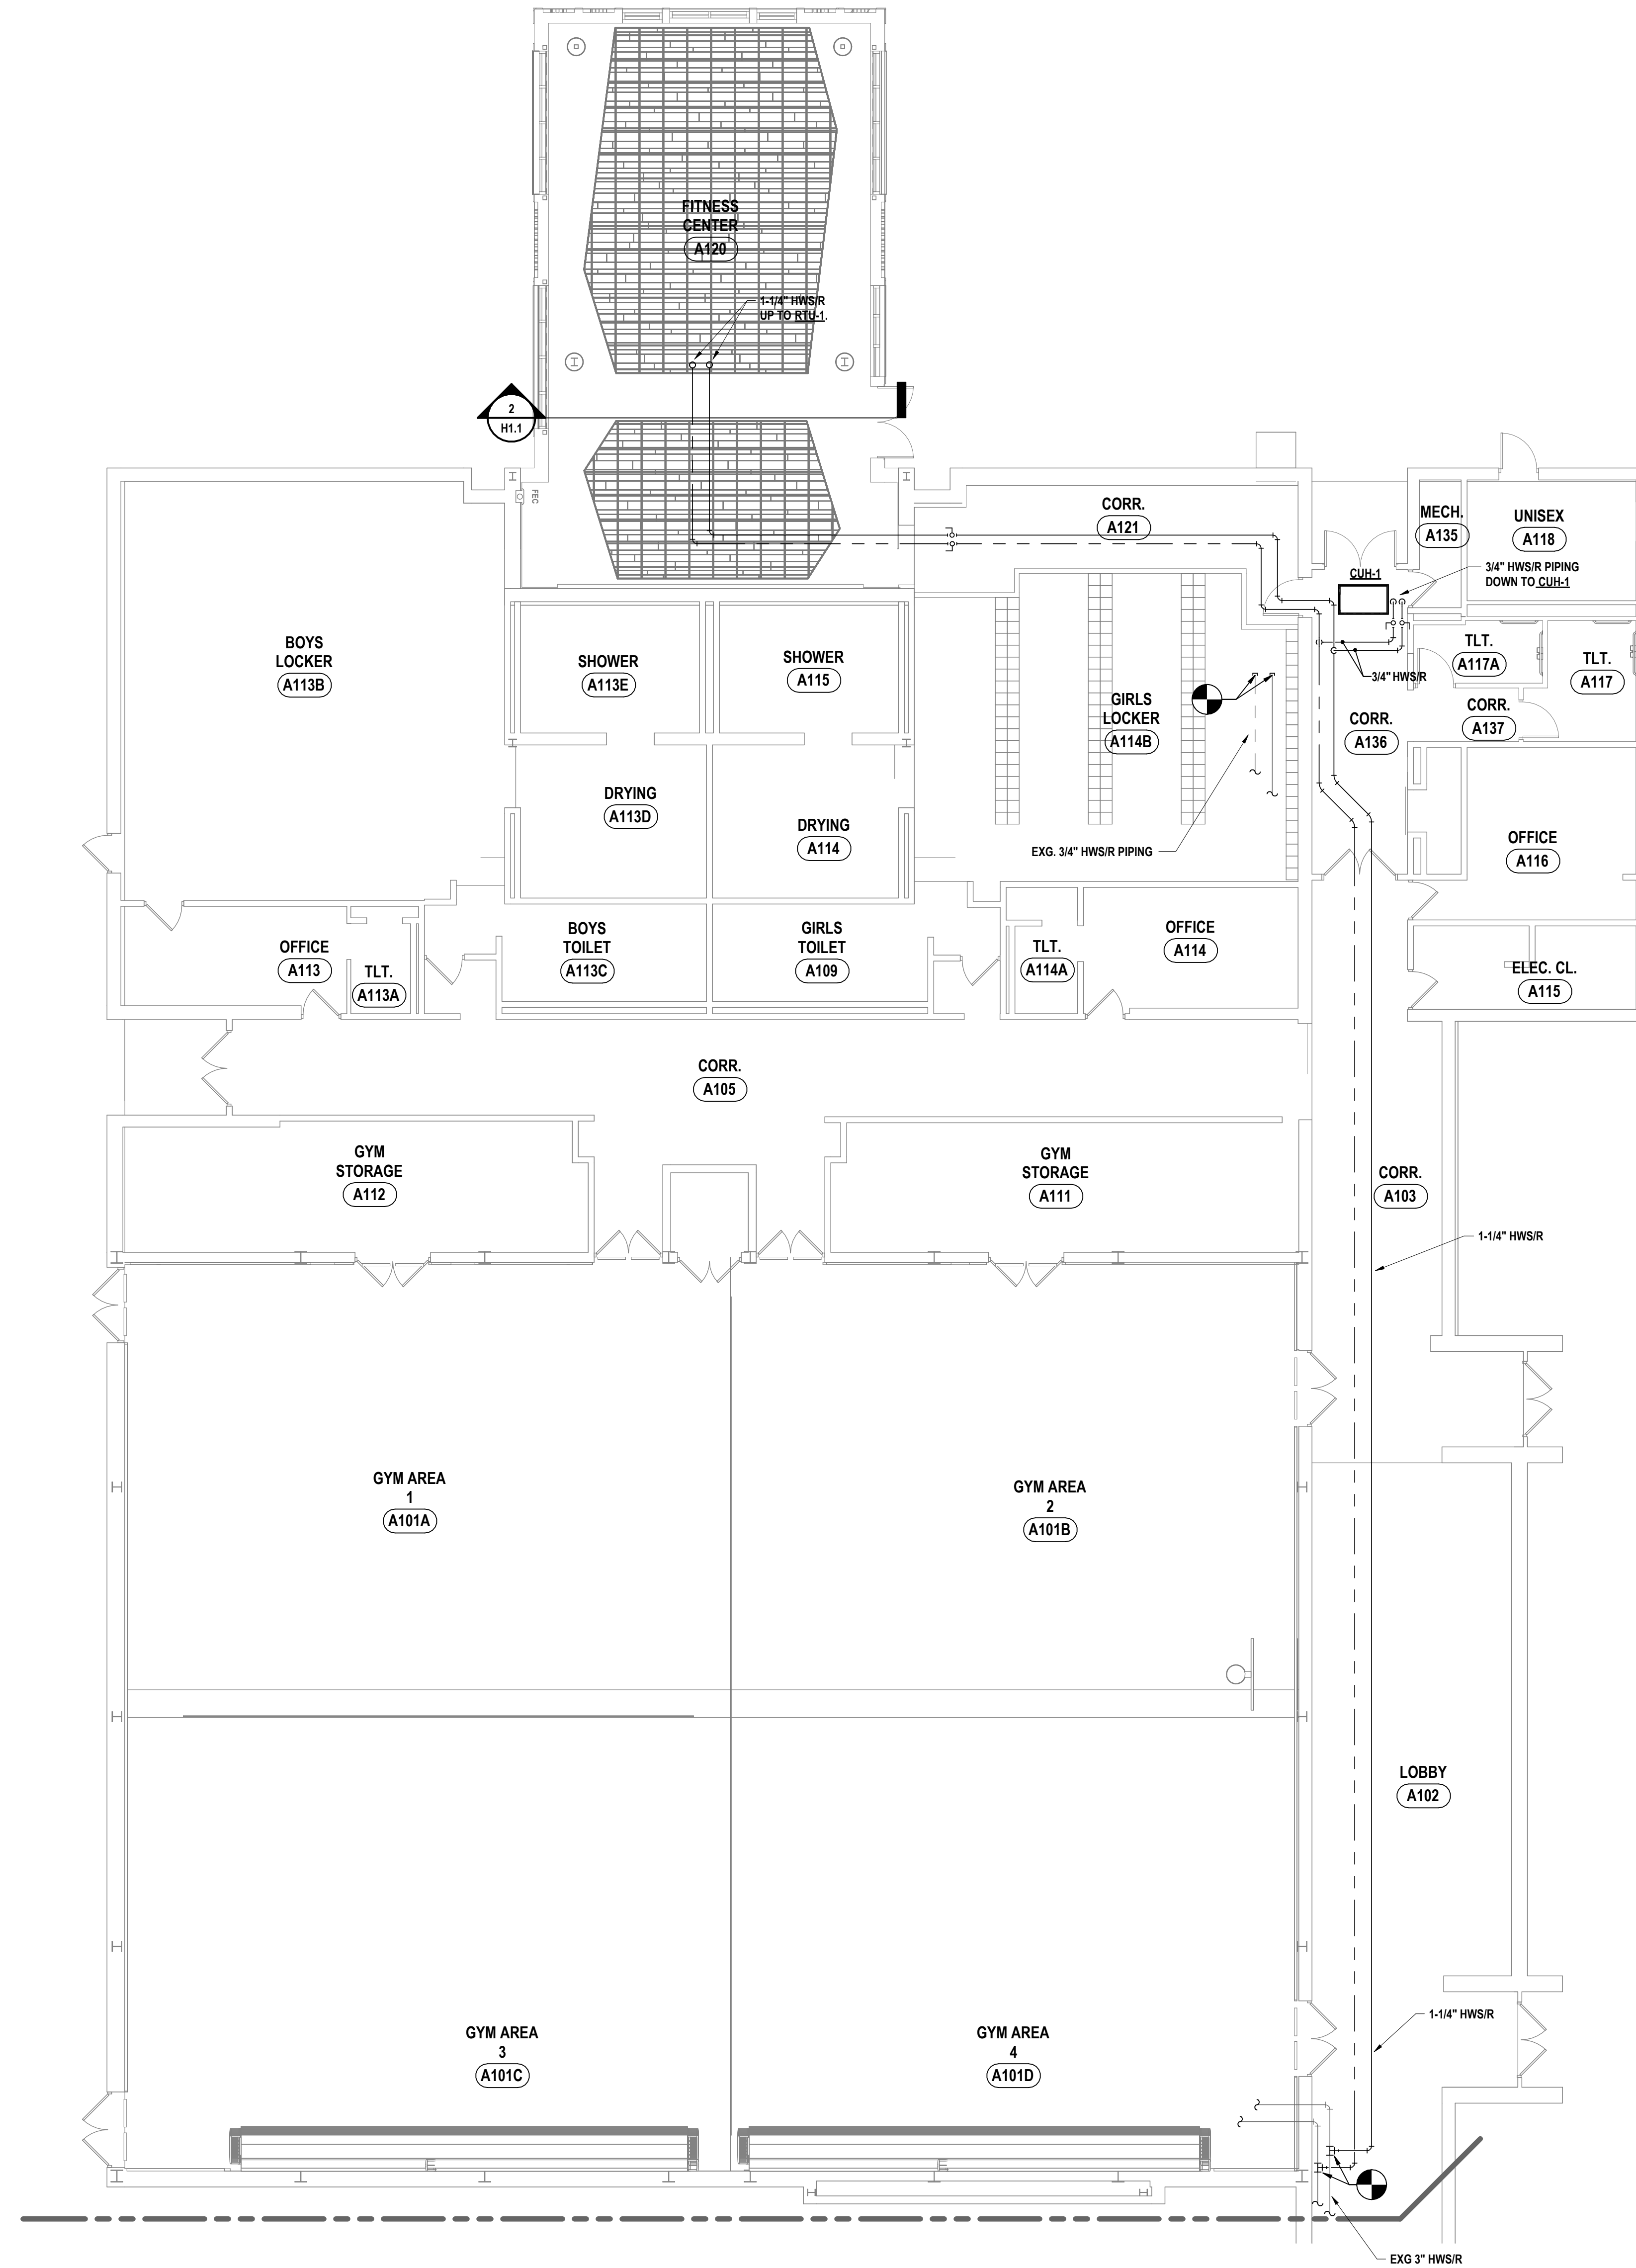 FITNESS
CENTER
A120
1-1/4" HWS/R
UP TO RTU-1.
2
H1.1
FEC
CORR.
A121
MECH.
A135
UNISEX
A118
CUH-1
3/4" HWS/R PIPING
DOWN TO CUH-1
BOYS
LOCKER
A113B
SHOWER
A113E
SHOWER
A115
TLT.
A117A
TLT.
A117
3/4" HWS/R
GIRLS
LOCKER
A114B
CORR.
A136
CORR.
A137
DRYING
A113D
DRYING
A114
EXG. 3/4" HWS/R PIPING
OFFICE
A116
OFFICE
A113
TLT.
A113A
BOYS
TOILET
A113C
GIRLS
TOILET
A109
TLT.
A114A
OFFICE
A114
ELEC. CL.
A115
CORR.
A105
GYM
STORAGE
A112
GYM
STORAGE
A111
CORR.
A103
1-1/4" HWS/R
GYM AREA
1
A101A
GYM AREA
2
A101B
LOBBY
A102
GYM AREA
3
A101C
GYM AREA
4
A101D
1-1/4" HWS/R
EXG 3" HWS/R